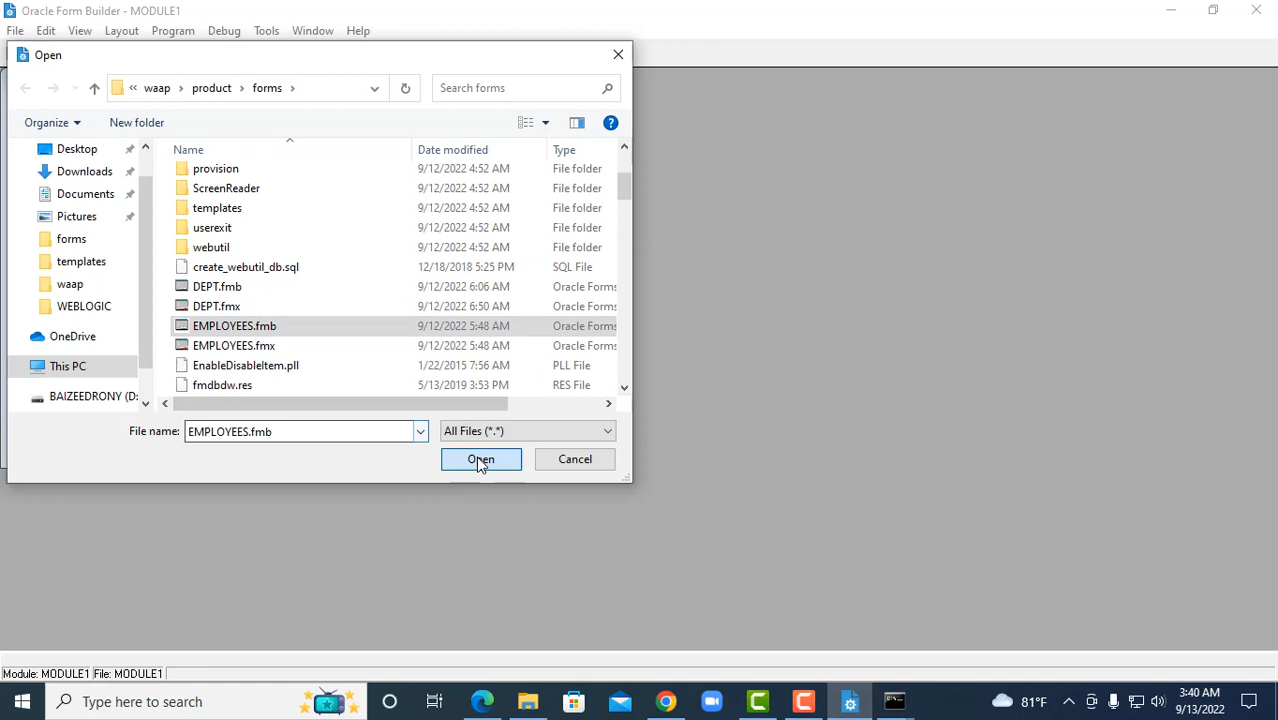 Oracle Form Builder - MODULE1
File Edit View Layout Program Debug Tools Window Help
Open
« waap > product > forms >
Search forms
Organize
New folder
Name Date modified Type
Desktop
Downloads
Documents
Pictures
forms
templates
waap
WEBLOGIC
OneDrive
This PC
BAIZEEDRONY (D:
provision 9/12/2022 4:52 AM File folder
ScreenReader 9/12/2022 4:52 AM File folder
templates 9/12/2022 4:52 AM File folder
userexit 9/12/2022 4:52 AM File folder
webutil 9/12/2022 4:52 AM File folder
create_webutil_db.sql 12/18/2018 5:25 PM SQL File
DEPT.fmb 9/12/2022 6:06 AM Oracle Forms
DEPT.fmx 9/12/2022 6:50 AM Oracle Forms
EMPLOYEES.fmb 9/12/2022 5:48 AM Oracle Forms
EMPLOYEES.fmx 9/12/2022 5:48 AM Oracle Forms
EnableDisableItem.pll 1/22/2015 7:56 AM PLL File
fmdbdw.res 5/13/2019 3:53 PM RES File
File name: EMPLOYEES.fmb All Files (*.*)
Open Cancel
Module: MODULE1 File: MODULE1
Type here to search
81°F
3:40 AM
9/13/2022